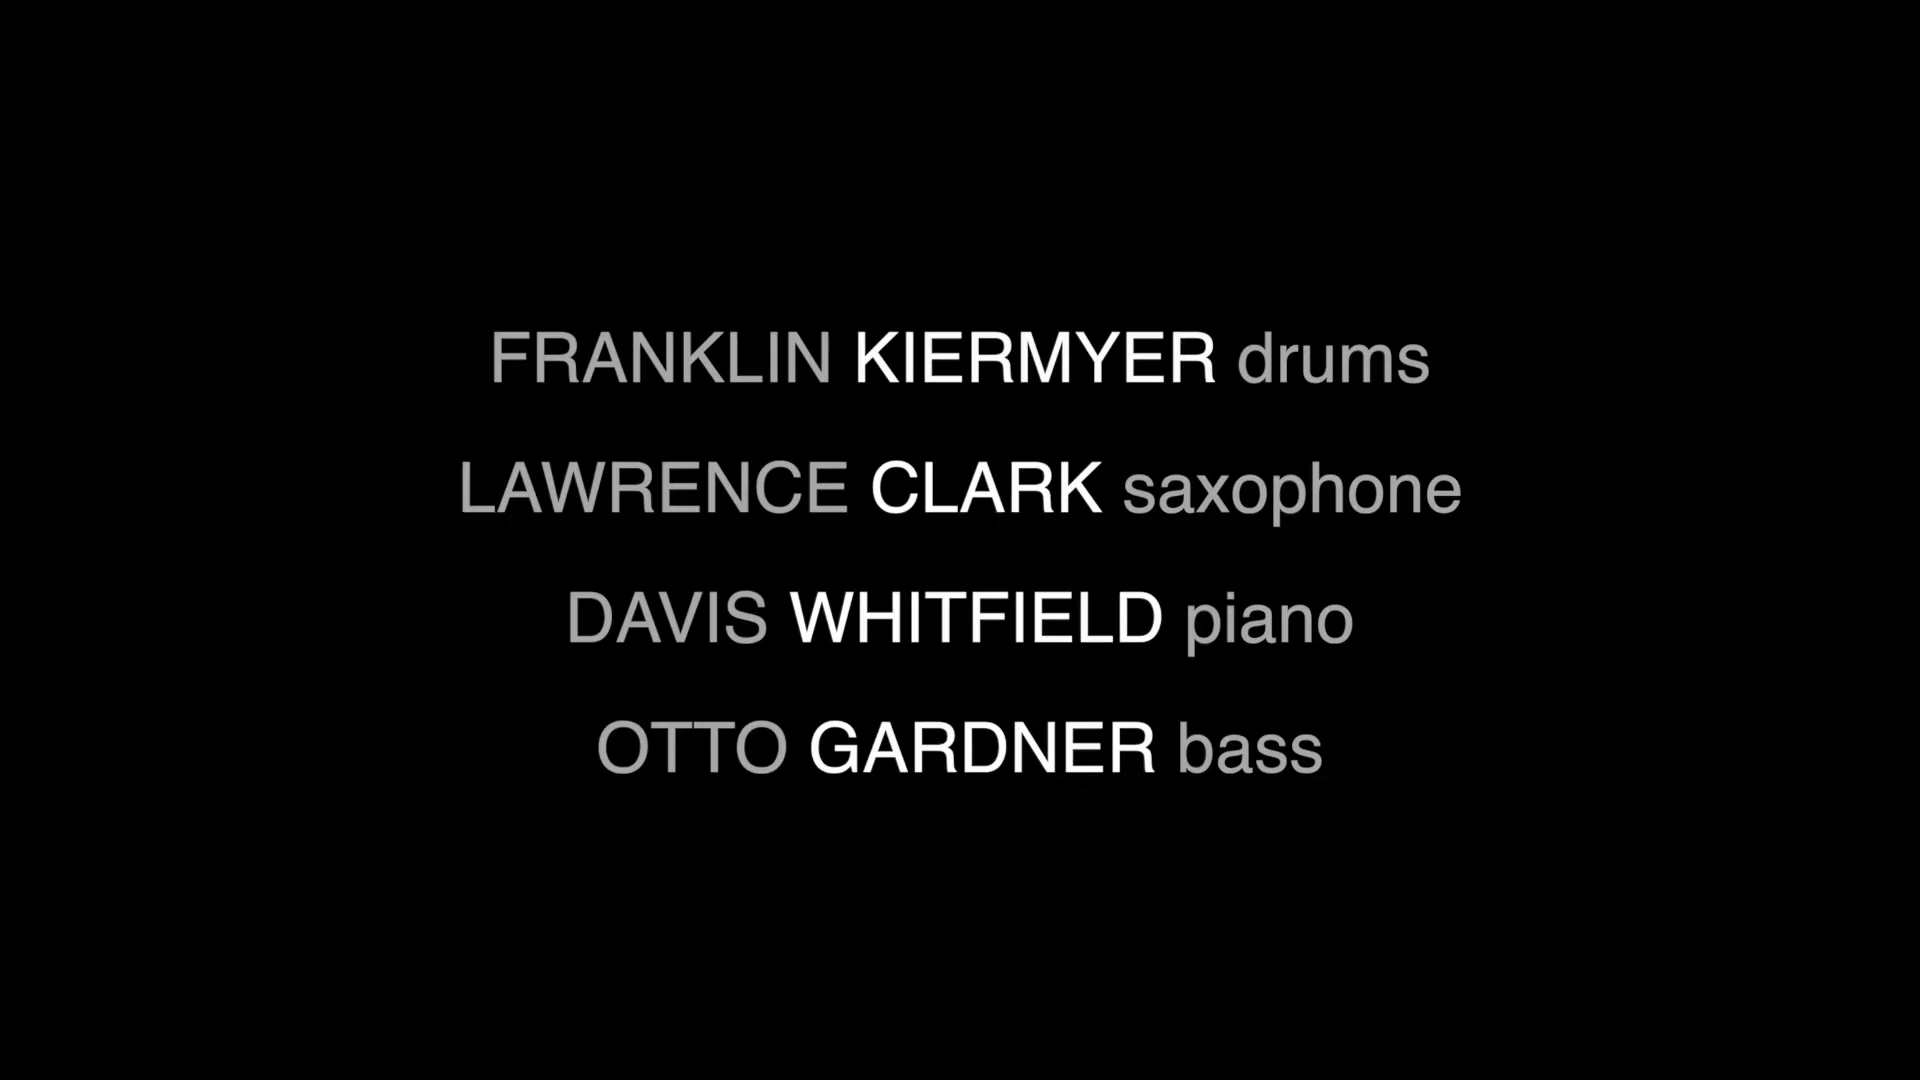 FRANKLIN KIERMYER drums
LAWRENCE CLARK saxophone
DAVIS WHITFIELD piano
OTTO GARDNER bass